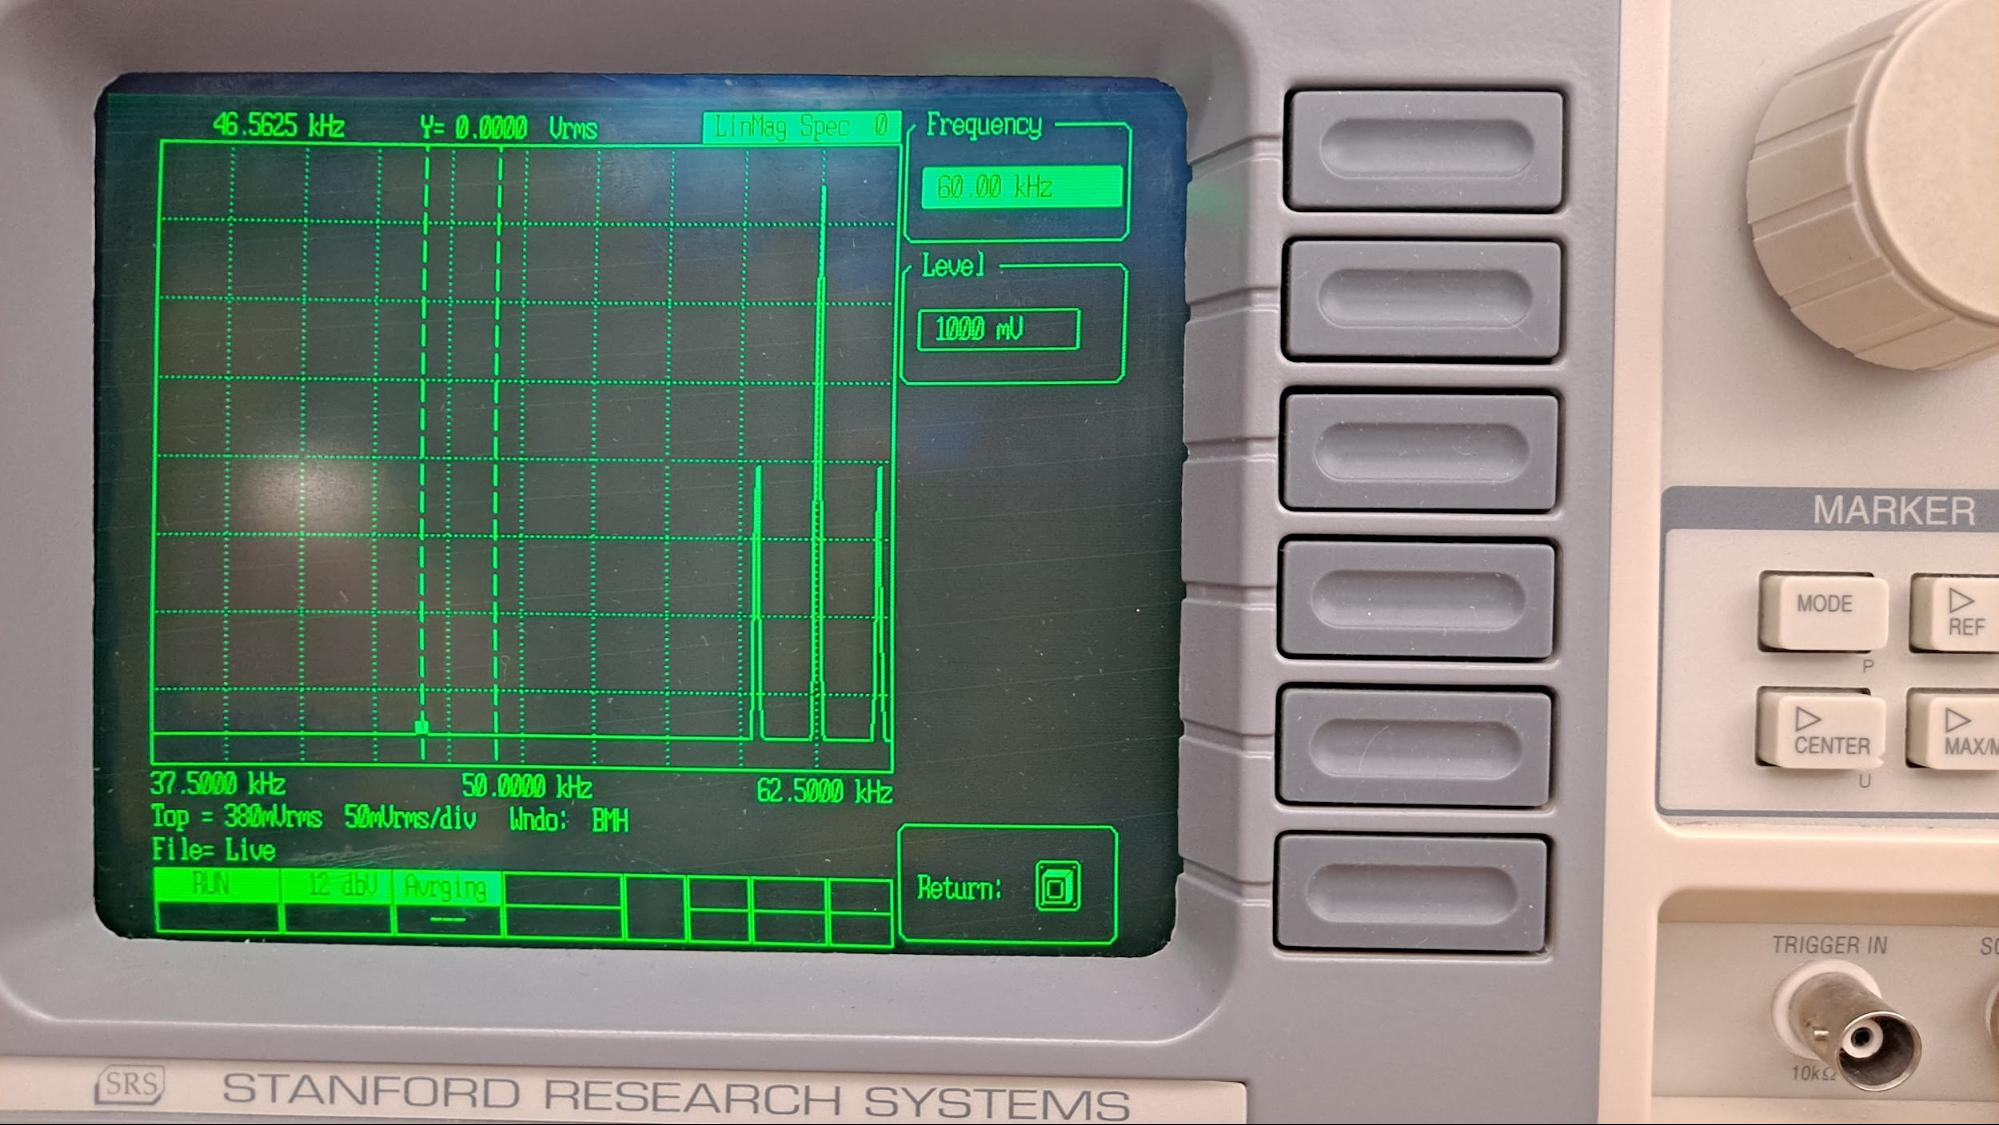 46.5625 kHz Y= 0.0000 Vrms LinMag Spec 0
Frequency
60.00 kHz
Level
1000 mV
37.5000 kHz 50.0000 kHz 62.5000 kHz
Top = 380mVrms 50mVrms/div Wndo: BMH
File= Live
RUN 12 dbV Avrging
---
Return:
SRS STANFORD RESEARCH SYSTEMS
MARKER
MODE
REF
P
CENTER
MAX/M
U
TRIGGER IN
10kΩ